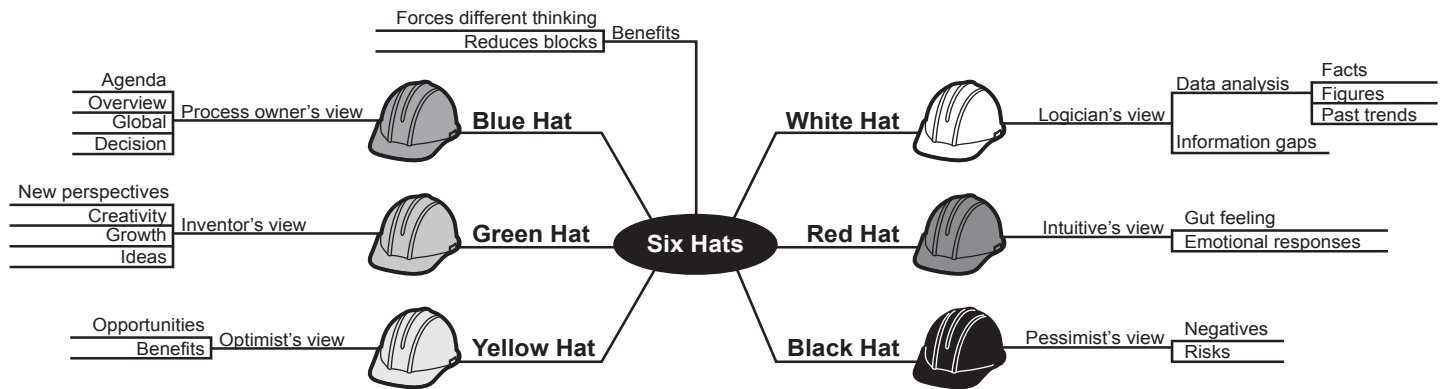 Forces different thinking
Reduces blocks
Benefits
Agenda
Overview
Global
Decision
Process owner’s view
Blue Hat
New perspectives
Creativity
Growth
Ideas
Inventor’s view
Green Hat
Opportunities
Benefits
Optimist’s view
Yellow Hat
Six Hats
White Hat
Logician’s view
Data analysis
Facts
Figures
Past trends
Information gaps
Red Hat
Intuitive’s view
Gut feeling
Emotional responses
Black Hat
Pessimist’s view
Negatives
Risks